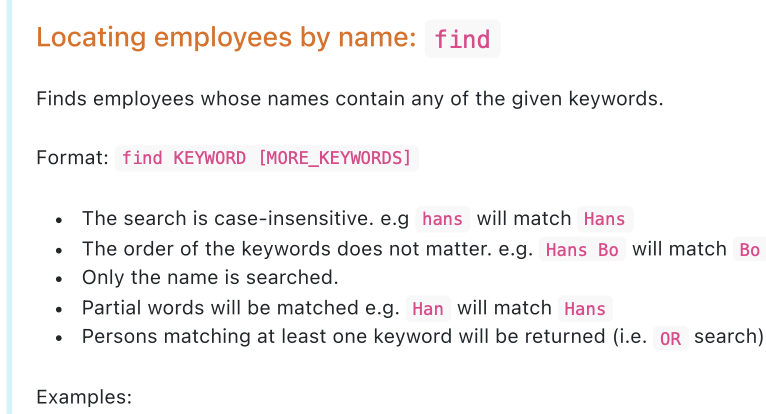 Locating employees by name: find
Finds employees whose names contain any of the given keywords.
Format: find KEYWORD [MORE_KEYWORDS]
• The search is case-insensitive. e.g hans will match Hans
• The order of the keywords does not matter. e.g. Hans Bo will match Bo
• Only the name is searched.
• Partial words will be matched e.g. Han will match Hans
• Persons matching at least one keyword will be returned (i.e. OR search)
Examples: